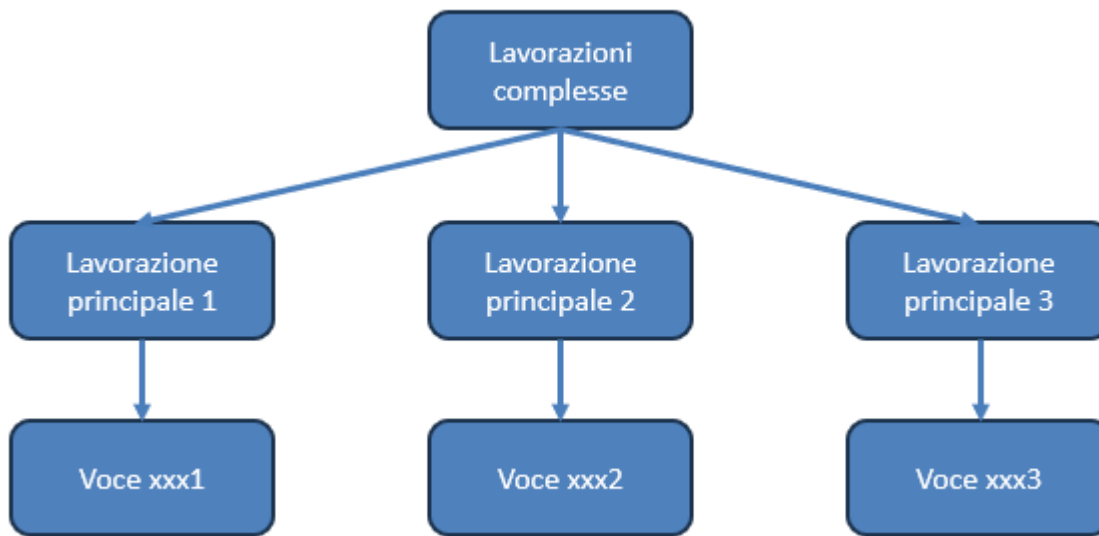 Lavorazioni
complesse
Lavorazione
principale 1
Lavorazione
principale 2
Lavorazione
principale 3
Voce xxx1
Voce xxx2
Voce xxx3